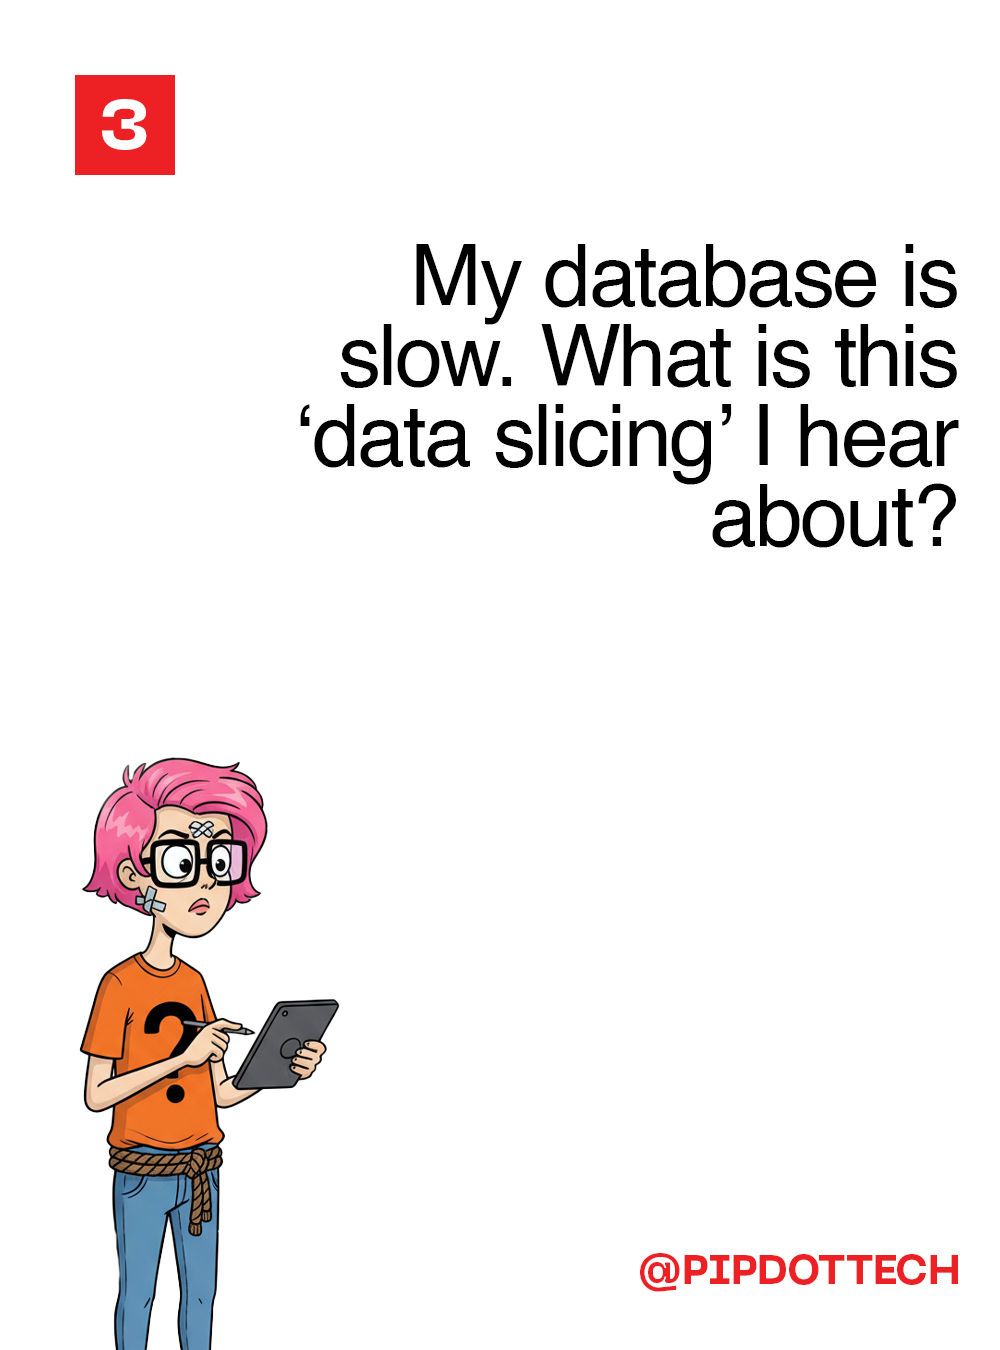 3
My database is
slow. What is this
‘data slicing’ I hear
about?
?
@PIPDOTTECH